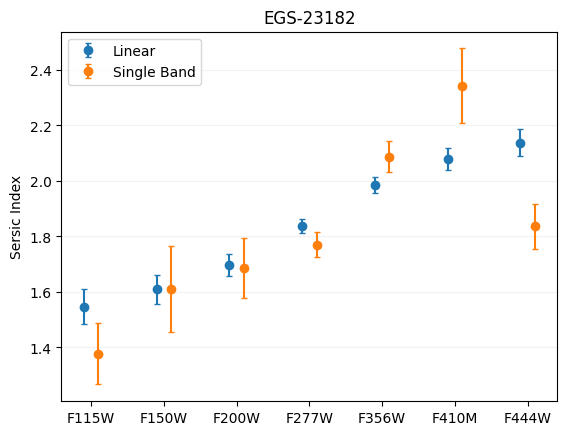 EGS-23182
Linear
Single Band
Sersic Index
2.4
2.2
2.0
1.8
1.6
1.4
F115W F150W F200W F277W F356W F410M F444W